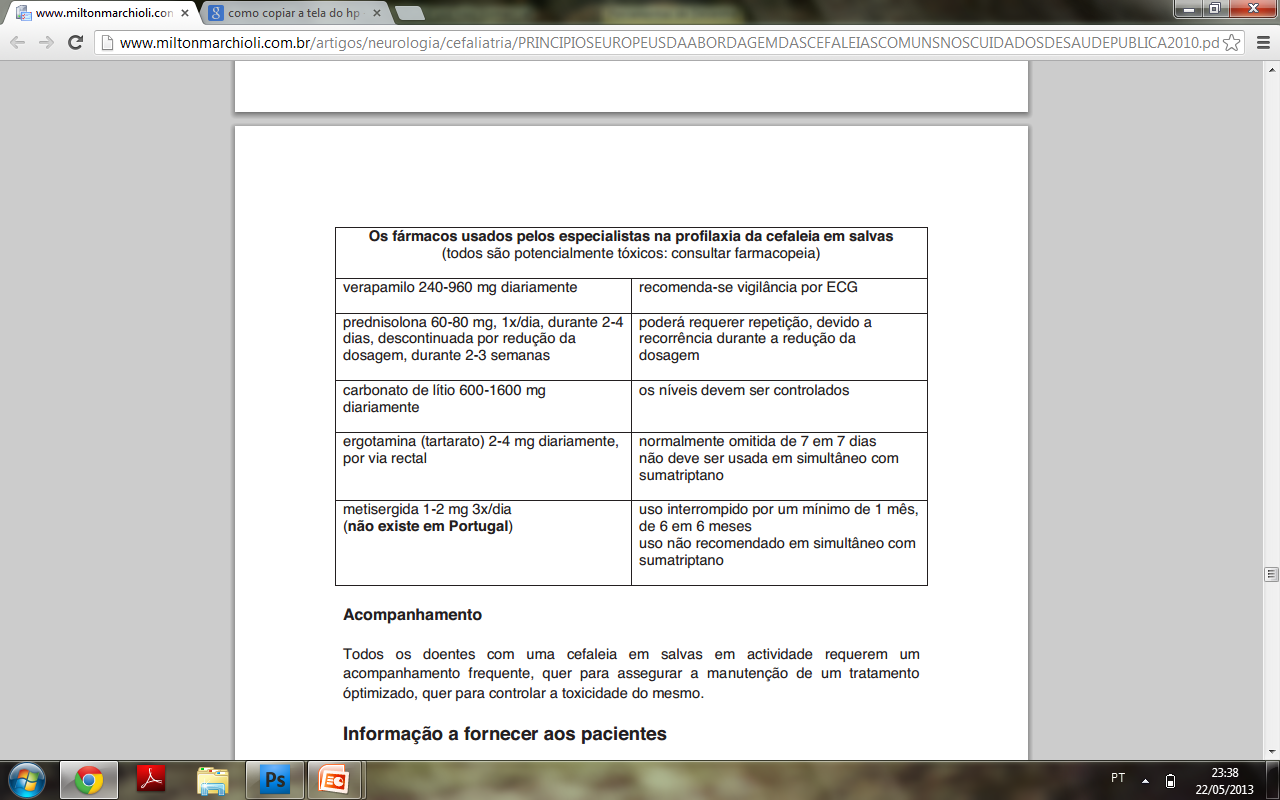 www.miltonmarchioli.con
como copiar a tela do hp
www.miltonmarchioli.com.br/artigos/neurologia/cefaliatria/PRINCIPIOSEUROPEUSDAABORDAGEMDASCEFALEIASCOMUNSNOSCUIDADOSDESAUDEPUBLICA2010.pd
Os fármacos usados pelos especialistas na profilaxia da cefaleia em salvas
(todos são potencialmente tóxicos: consultar farmacopeia)
verapamilo 240-960 mg diariamente
recomenda-se vigilância por ECG
prednisolona 60-80 mg, 1x/dia, durante 2-4
dias, descontinuada por redução da
dosagem, durante 2-3 semanas
poderá requerer repetição, devido a
recorrência durante a redução da
dosagem
carbonato de lítio 600-1600 mg
diariamente
os níveis devem ser controlados
ergotamina (tartarato) 2-4 mg diariamente,
por via rectal
normalmente omitida de 7 em 7 dias
não deve ser usada em simultâneo com
sumatriptano
metisergida 1-2 mg 3x/dia
(não existe em Portugal)
uso interrompido por um mínimo de 1 mês,
de 6 em 6 meses
uso não recomendado em simultâneo com
sumatriptano
Acompanhamento
Todos os doentes com uma cefaleia em salvas em actividade requerem um
acompanhamento frequente, quer para assegurar a manutenção de um tratamento
óptimizado, quer para controlar a toxicidade do mesmo.
Informação a fornecer aos pacientes
Ps
PT
23:38
22/05/2013